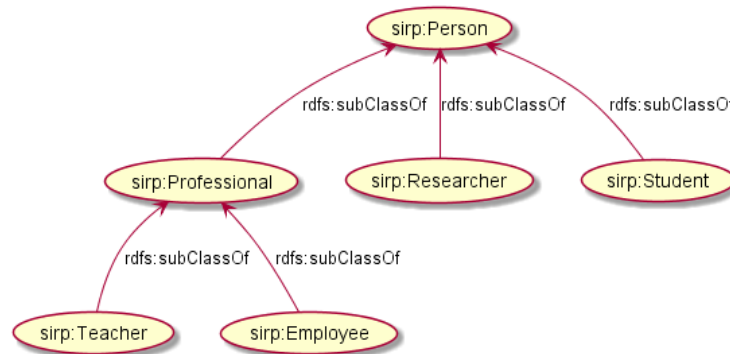 sirp:Person
rdfs:subClassOf
rdfs:subClassOf
rdfs:subClassOf
sirp:Professional
sirp:Researcher
sirp:Student
rdfs:subClassOf
rdfs:subClassOf
sirp:Teacher
sirp:Employee